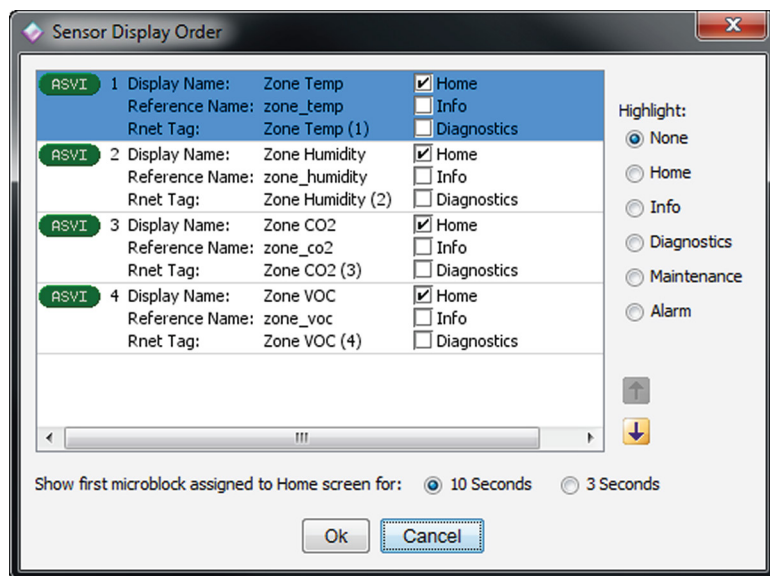 Sensor Display Order
ASVI 1 Display Name: Zone Temp Home
Reference Name: zone_temp Info
Rnet Tag: Zone Temp (1) Diagnostics
ASVI 2 Display Name: Zone Humidity Home
Reference Name: zone_humidity Info
Rnet Tag: Zone Humidity (2) Diagnostics
ASVI 3 Display Name: Zone CO2 Home
Reference Name: zone_co2 Info
Rnet Tag: Zone CO2 (3) Diagnostics
ASVI 4 Display Name: Zone VOC Home
Reference Name: zone_voc Info
Rnet Tag: Zone VOC (4) Diagnostics
Highlight:
None
Home
Info
Diagnostics
Maintenance
Alarm
Show first microblock assigned to Home screen for: 10 Seconds 3 Seconds
Ok Cancel